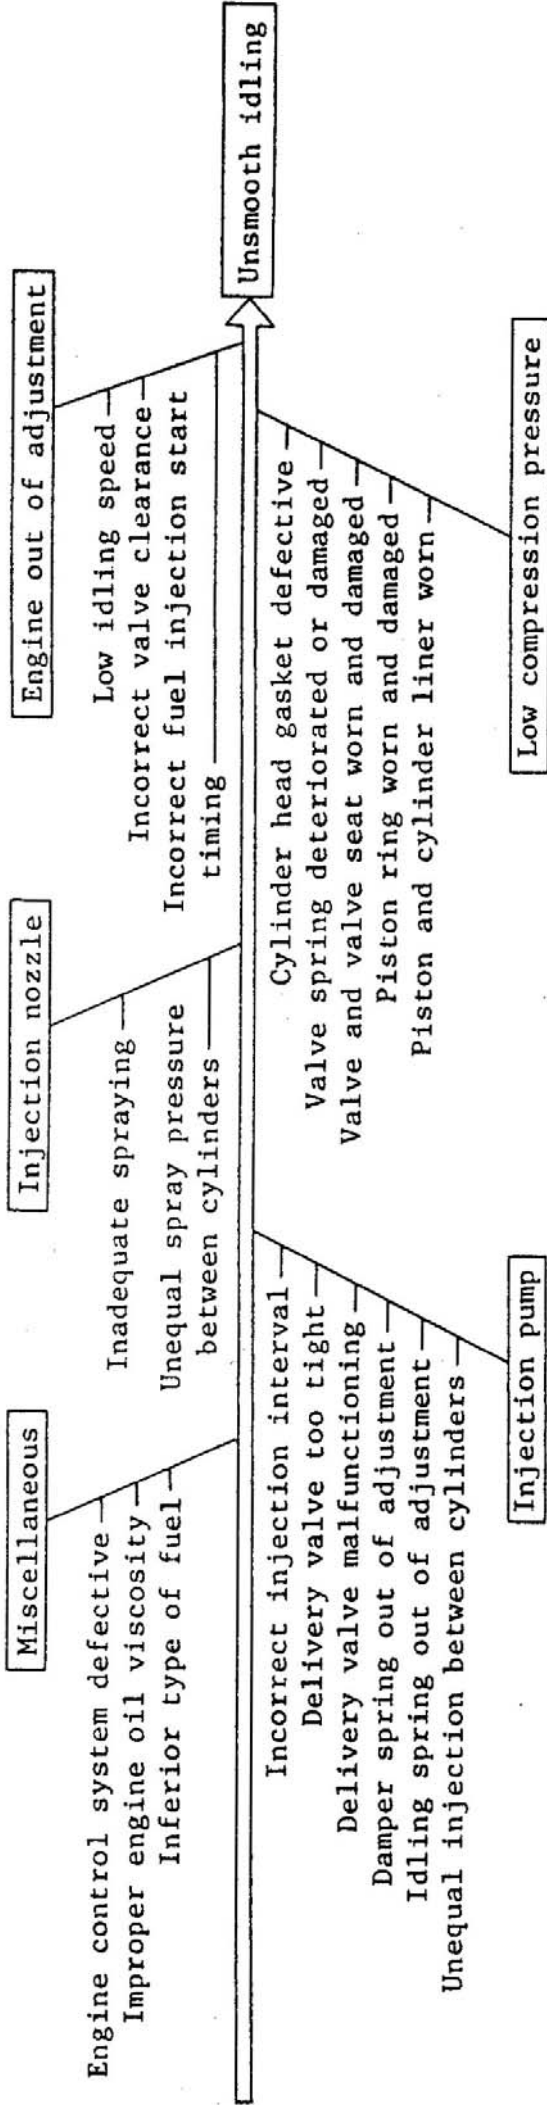 Miscellaneous
Engine control system defective
Improper engine oil viscosity
Inferior type of fuel
Injection nozzle
Inadequate spraying
Unequal spray pressure
between cylinders
Engine out of adjustment
Low idling speed
Incorrect valve clearance
Incorrect fuel injection start
timing
Unsmooth idling
Incorrect injection interval
Delivery valve too tight
Delivery valve malfunctioning
Damper spring out of adjustment
Idling spring out of adjustment
Unequal injection between cylinders
Injection pump
Cylinder head gasket defective
Valve spring deteriorated or damaged
Valve and valve seat worn and damaged
Piston ring worn and damaged
Piston and cylinder liner worn
Low compression pressure